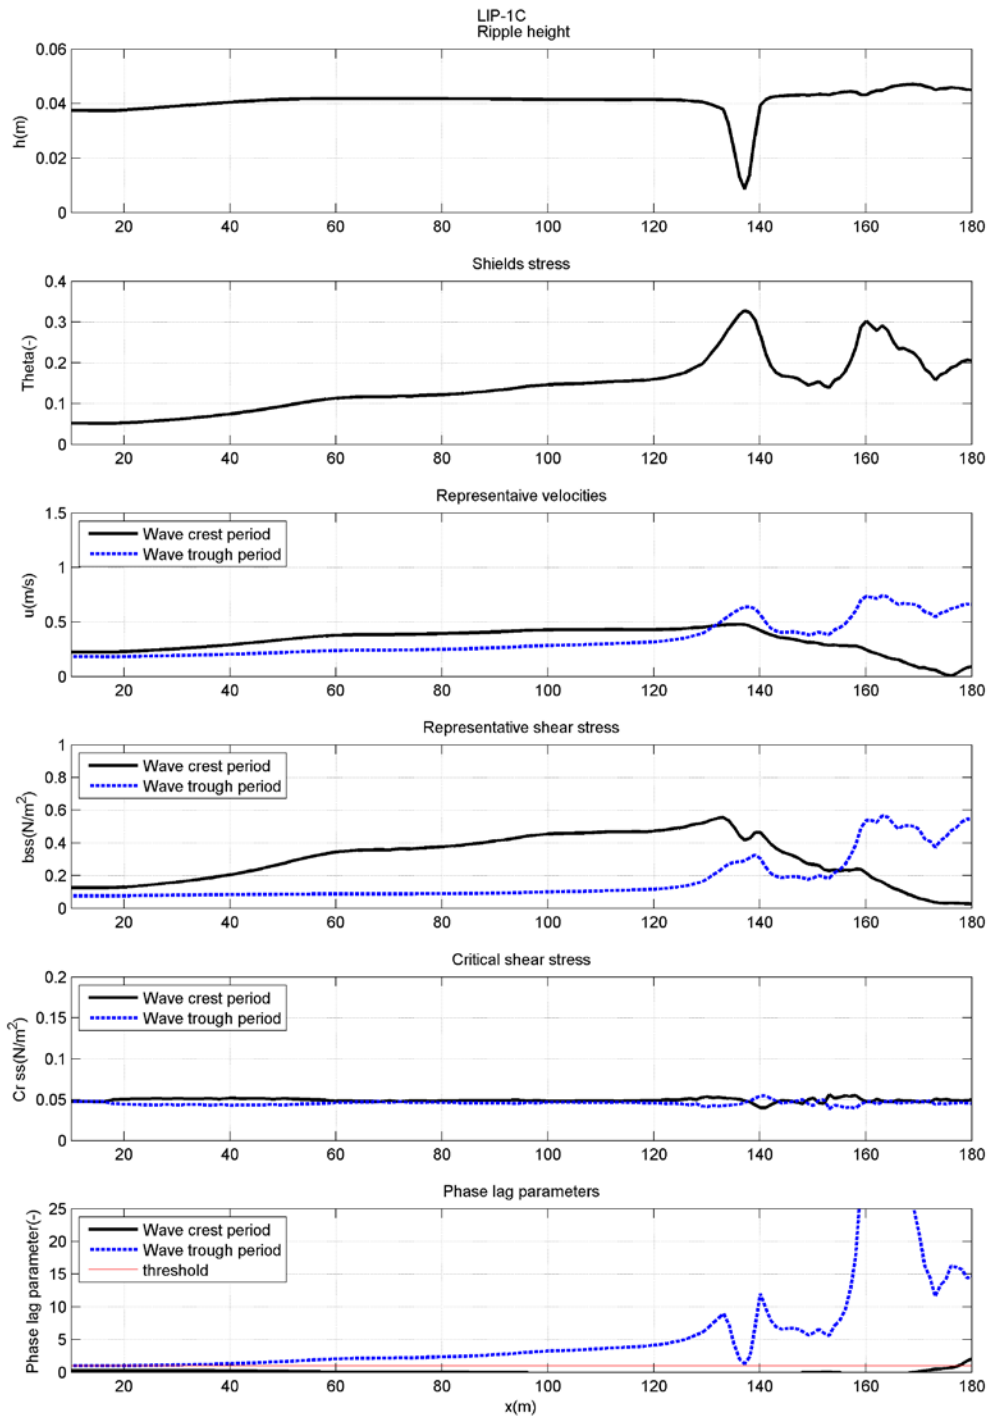 LIP-1C
Ripple height
0.06
0.04
0.02
0
h(m)
20 40 60 80 100 120 140 160 180
Shields stress
0.4
0.3
0.2
0.1
0
Theta(-)
20 40 60 80 100 120 140 160 180
Representaive velocities
1.5
1
0.5
0
u(m/s)
Wave crest period
Wave trough period
20 40 60 80 100 120 140 160 180
Representative shear stress
1
0.8
0.6
0.4
0.2
0
bss(N/m²)
Wave crest period
Wave trough period
20 40 60 80 100 120 140 160 180
Critical shear stress
0.2
0.15
0.1
0.05
0
Cr ss(N/m²)
Wave crest period
Wave trough period
20 40 60 80 100 120 140 160 180
Phase lag parameters
25
20
15
10
5
0
Phase lag parameter(-)
Wave crest period
Wave trough period
threshold
20 40 60 80 100 120 140 160 180
x(m)